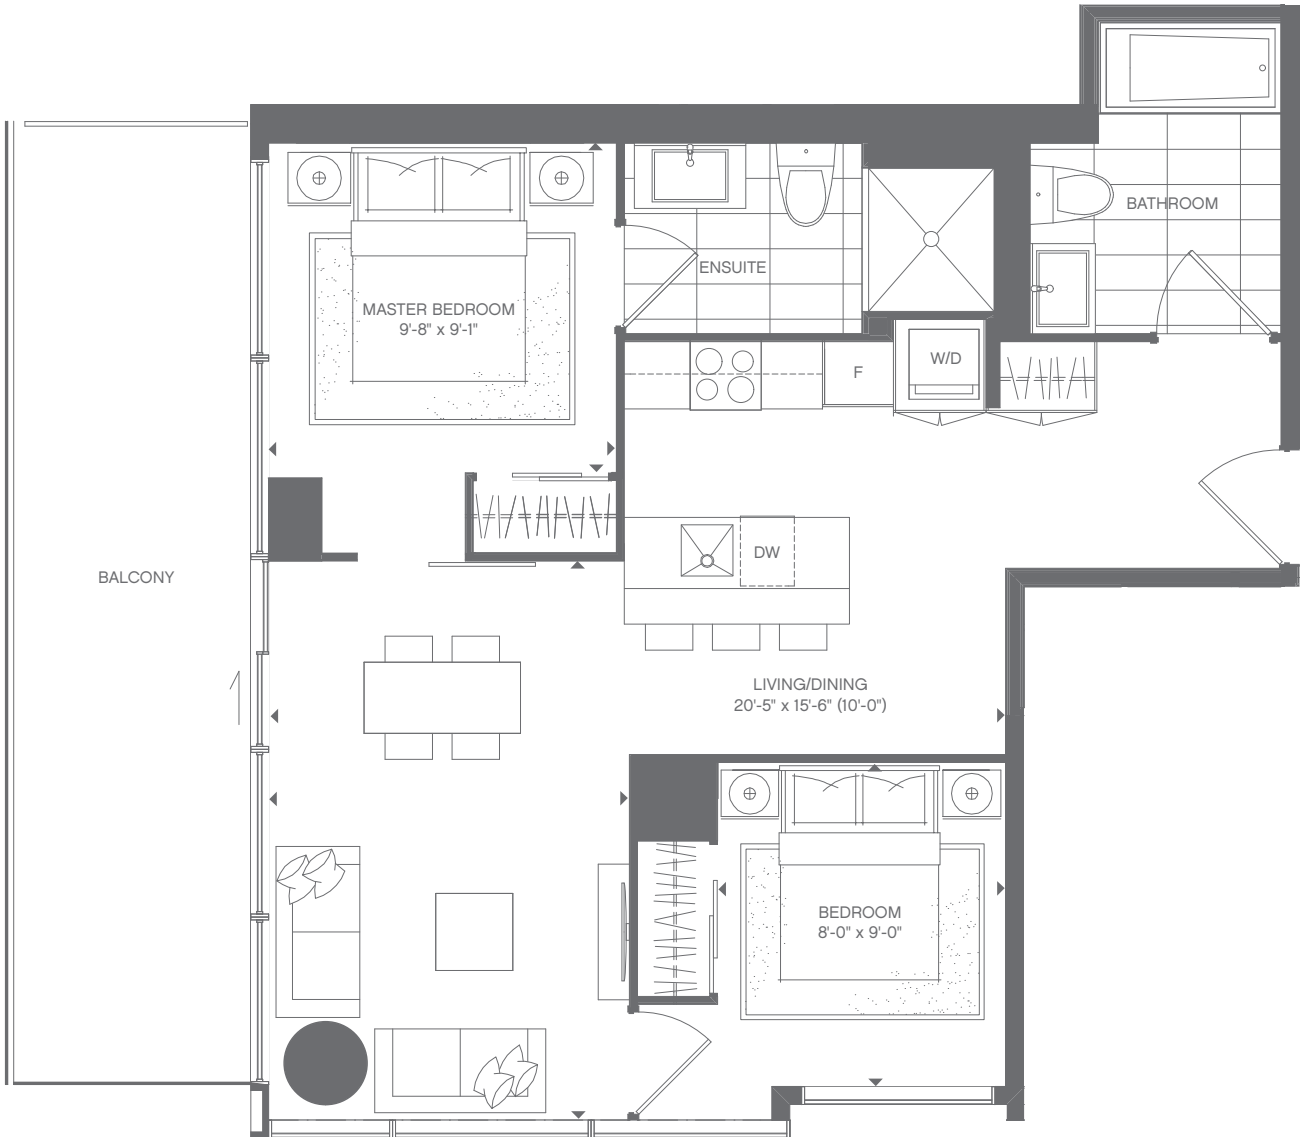 BATHROOM
ENSUITE
MASTER BEDROOM
9'-8" x 9'-1"
W/D
F
DW
BALCONY
LIVING/DINING
20'-5" x 15'-6" (10'-0")
BEDROOM
8'-0" x 9'-0"